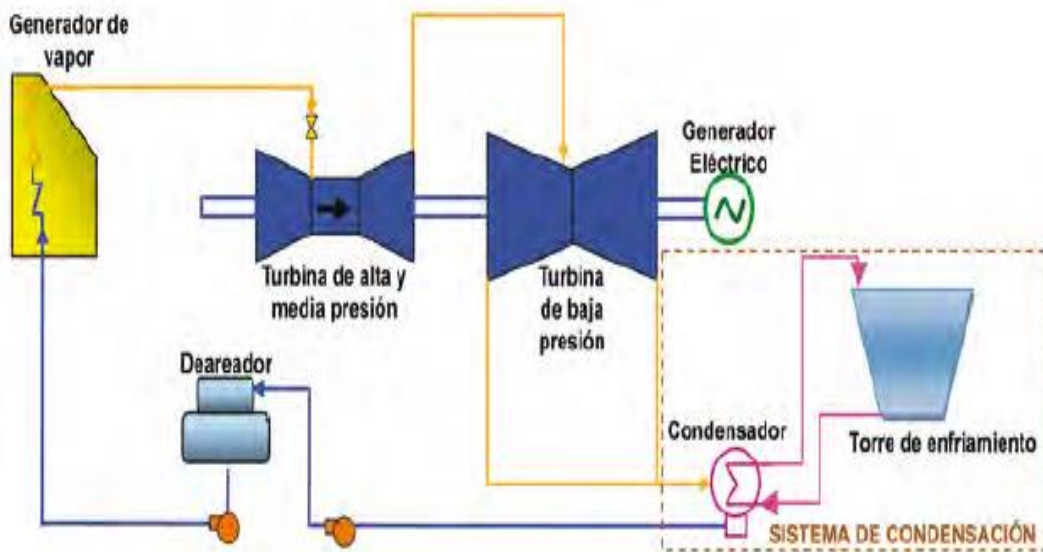 Generador de
vapor
Generador
Eléctrico
Turbina de alta y
media presión
Turbina
de baja
presión
Deareador
Condensador
Torre de enfriamiento
SISTEMA DE CONDENSACIÓN